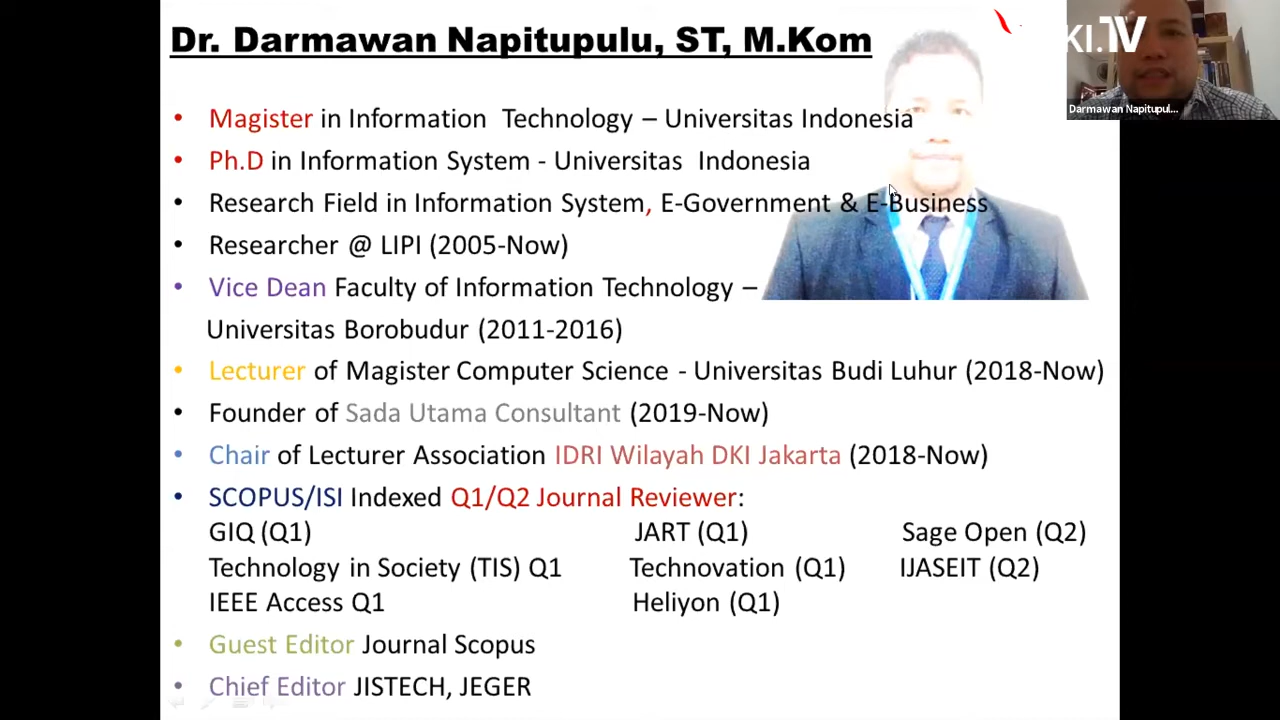 Dr. Darmawan Napitupulu, ST, M.Kom
KI.TV
Darmawan Napitupul...
• Magister in Information Technology – Universitas Indonesia
• Ph.D in Information System - Universitas Indonesia
• Research Field in Information System, E-Government & E-Business
• Researcher @ LIPI (2005-Now)
• Vice Dean Faculty of Information Technology –
Universitas Borobudur (2011-2016)
• Lecturer of Magister Computer Science - Universitas Budi Luhur (2018-Now)
• Founder of Sada Utama Consultant (2019-Now)
• Chair of Lecturer Association IDRI Wilayah DKI Jakarta (2018-Now)
• SCOPUS/ISI Indexed Q1/Q2 Journal Reviewer:
GIQ (Q1) JART (Q1) Sage Open (Q2)
Technology in Society (TIS) Q1 Technovation (Q1) IJASEIT (Q2)
IEEE Access Q1 Heliyon (Q1)
• Guest Editor Journal Scopus
• Chief Editor JISTECH, JEGER